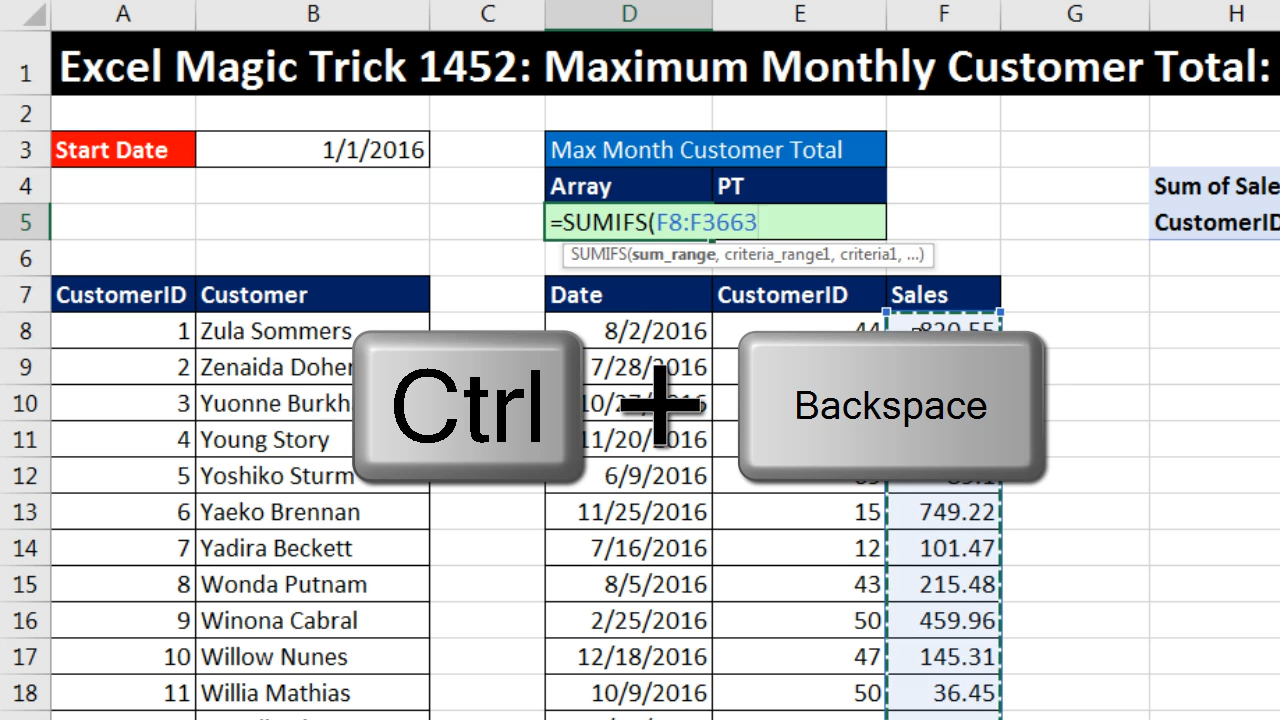 A B C D E F G H
1 Excel Magic Trick 1452: Maximum Monthly Customer Total:
2
3 Start Date 1/1/2016 Max Month Customer Total
4 Array PT Sum of Sale
5 =SUMIFS(F8:F3663 CustomerID
6 SUMIFS(sum_range, criteria_range1, criteria1, ...)
7 CustomerID Customer Date CustomerID Sales
8 1 Zula Sommers 8/2/2016 44 820.55
9 2 Zenaida Doher 7/28/2016
10 3 Yuonne Burkh
11 4 Young Story 11/20/2016
Ctrl + Backspace
12 5 Yoshiko Sturm 6/9/2016
13 6 Yaeko Brennan 11/25/2016 15 749.22
14 7 Yadira Beckett 7/16/2016 12 101.47
15 8 Wonda Putnam 8/5/2016 43 215.48
16 9 Winona Cabral 2/25/2016 50 459.96
17 10 Willow Nunes 12/18/2016 47 145.31
18 11 Willia Mathias 10/9/2016 50 36.45